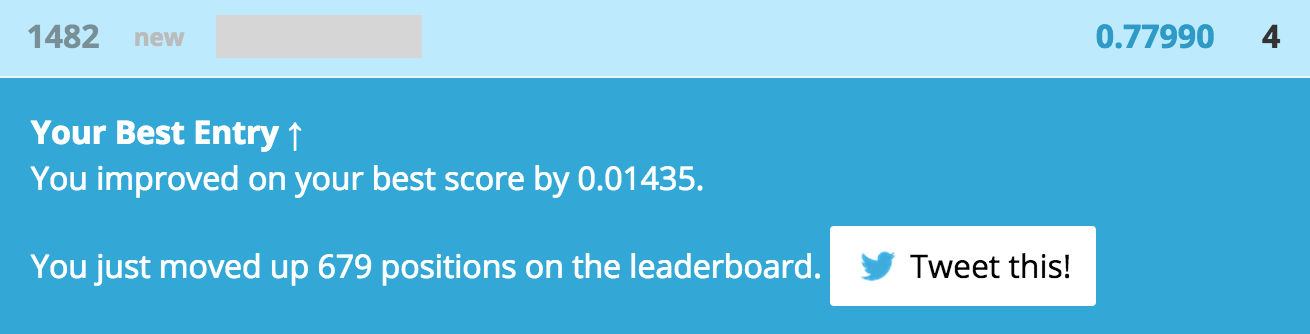 1482 new 0.77990 4
Your Best Entry ↑
You improved on your best score by 0.01435.
You just moved up 679 positions on the leaderboard. Tweet this!